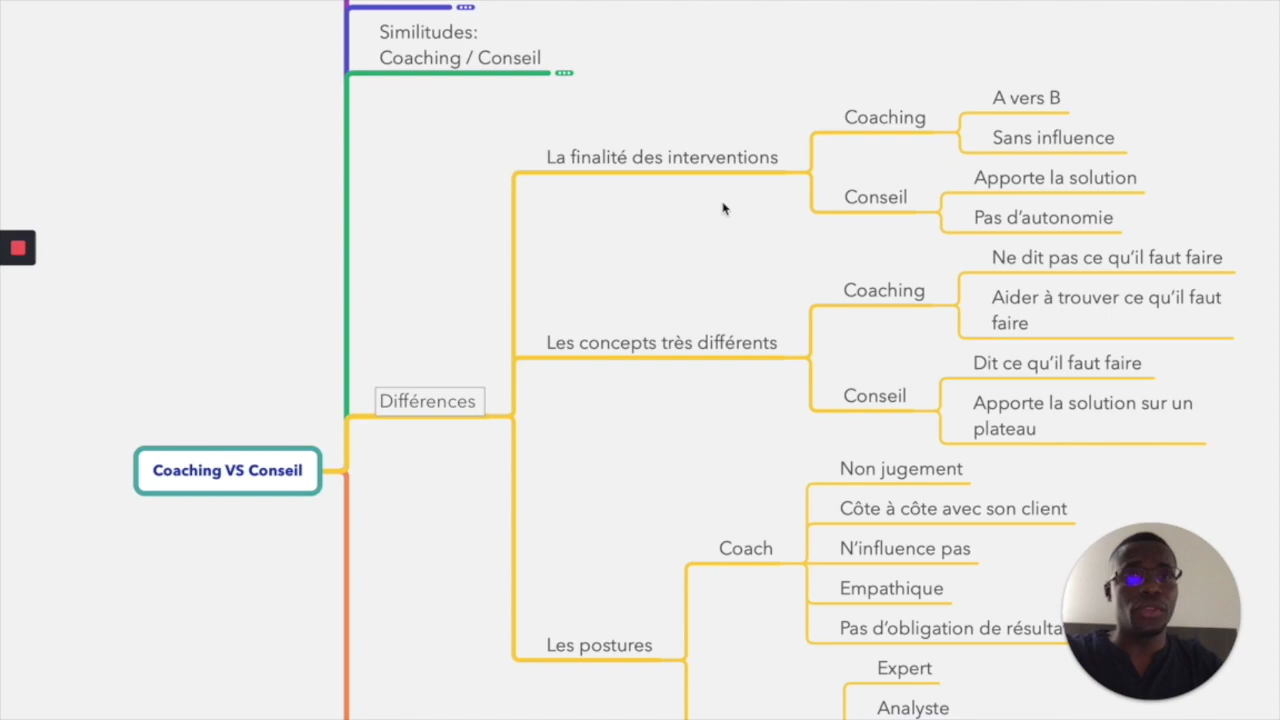 Similitudes:
Coaching / Conseil
Coaching VS Conseil
Différences
La finalité des interventions
Coaching
A vers B
Sans influence
Conseil
Apporte la solution
Pas d’autonomie
Les concepts très différents
Coaching
Ne dit pas ce qu’il faut faire
Aider à trouver ce qu’il faut
faire
Conseil
Dit ce qu’il faut faire
Apporte la solution sur un
plateau
Les postures
Coach
Non jugement
Côte à côte avec son client
N’influence pas
Empathique
Pas d’obligation de
Expert
Analyste